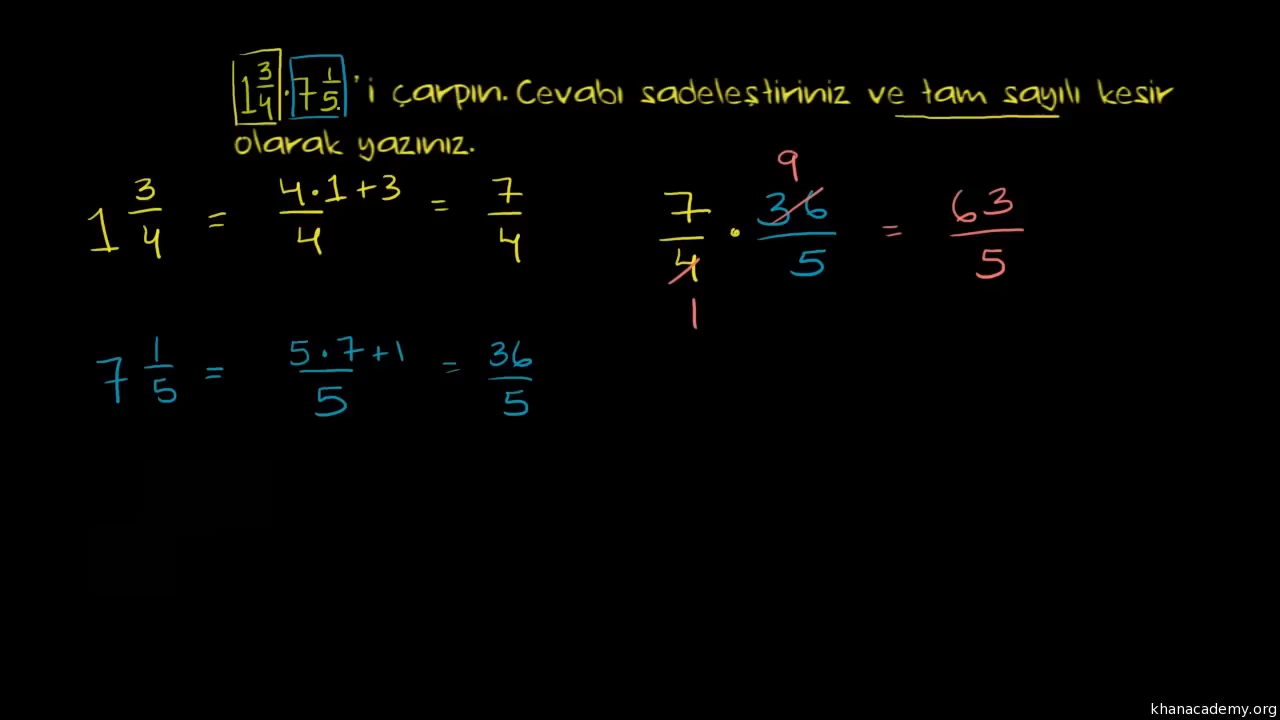 1 3/4 · 7 1/5 'i çarpın. Cevabı sadeleştiriniz ve tam sayılı kesir
olarak yazınız.
1 3/4 = 4·1+3/4 = 7/4
7/4 · 36/5 = 63/5
9
1
7 1/5 = 5·7+1/5 = 36/5
khanacademy.org